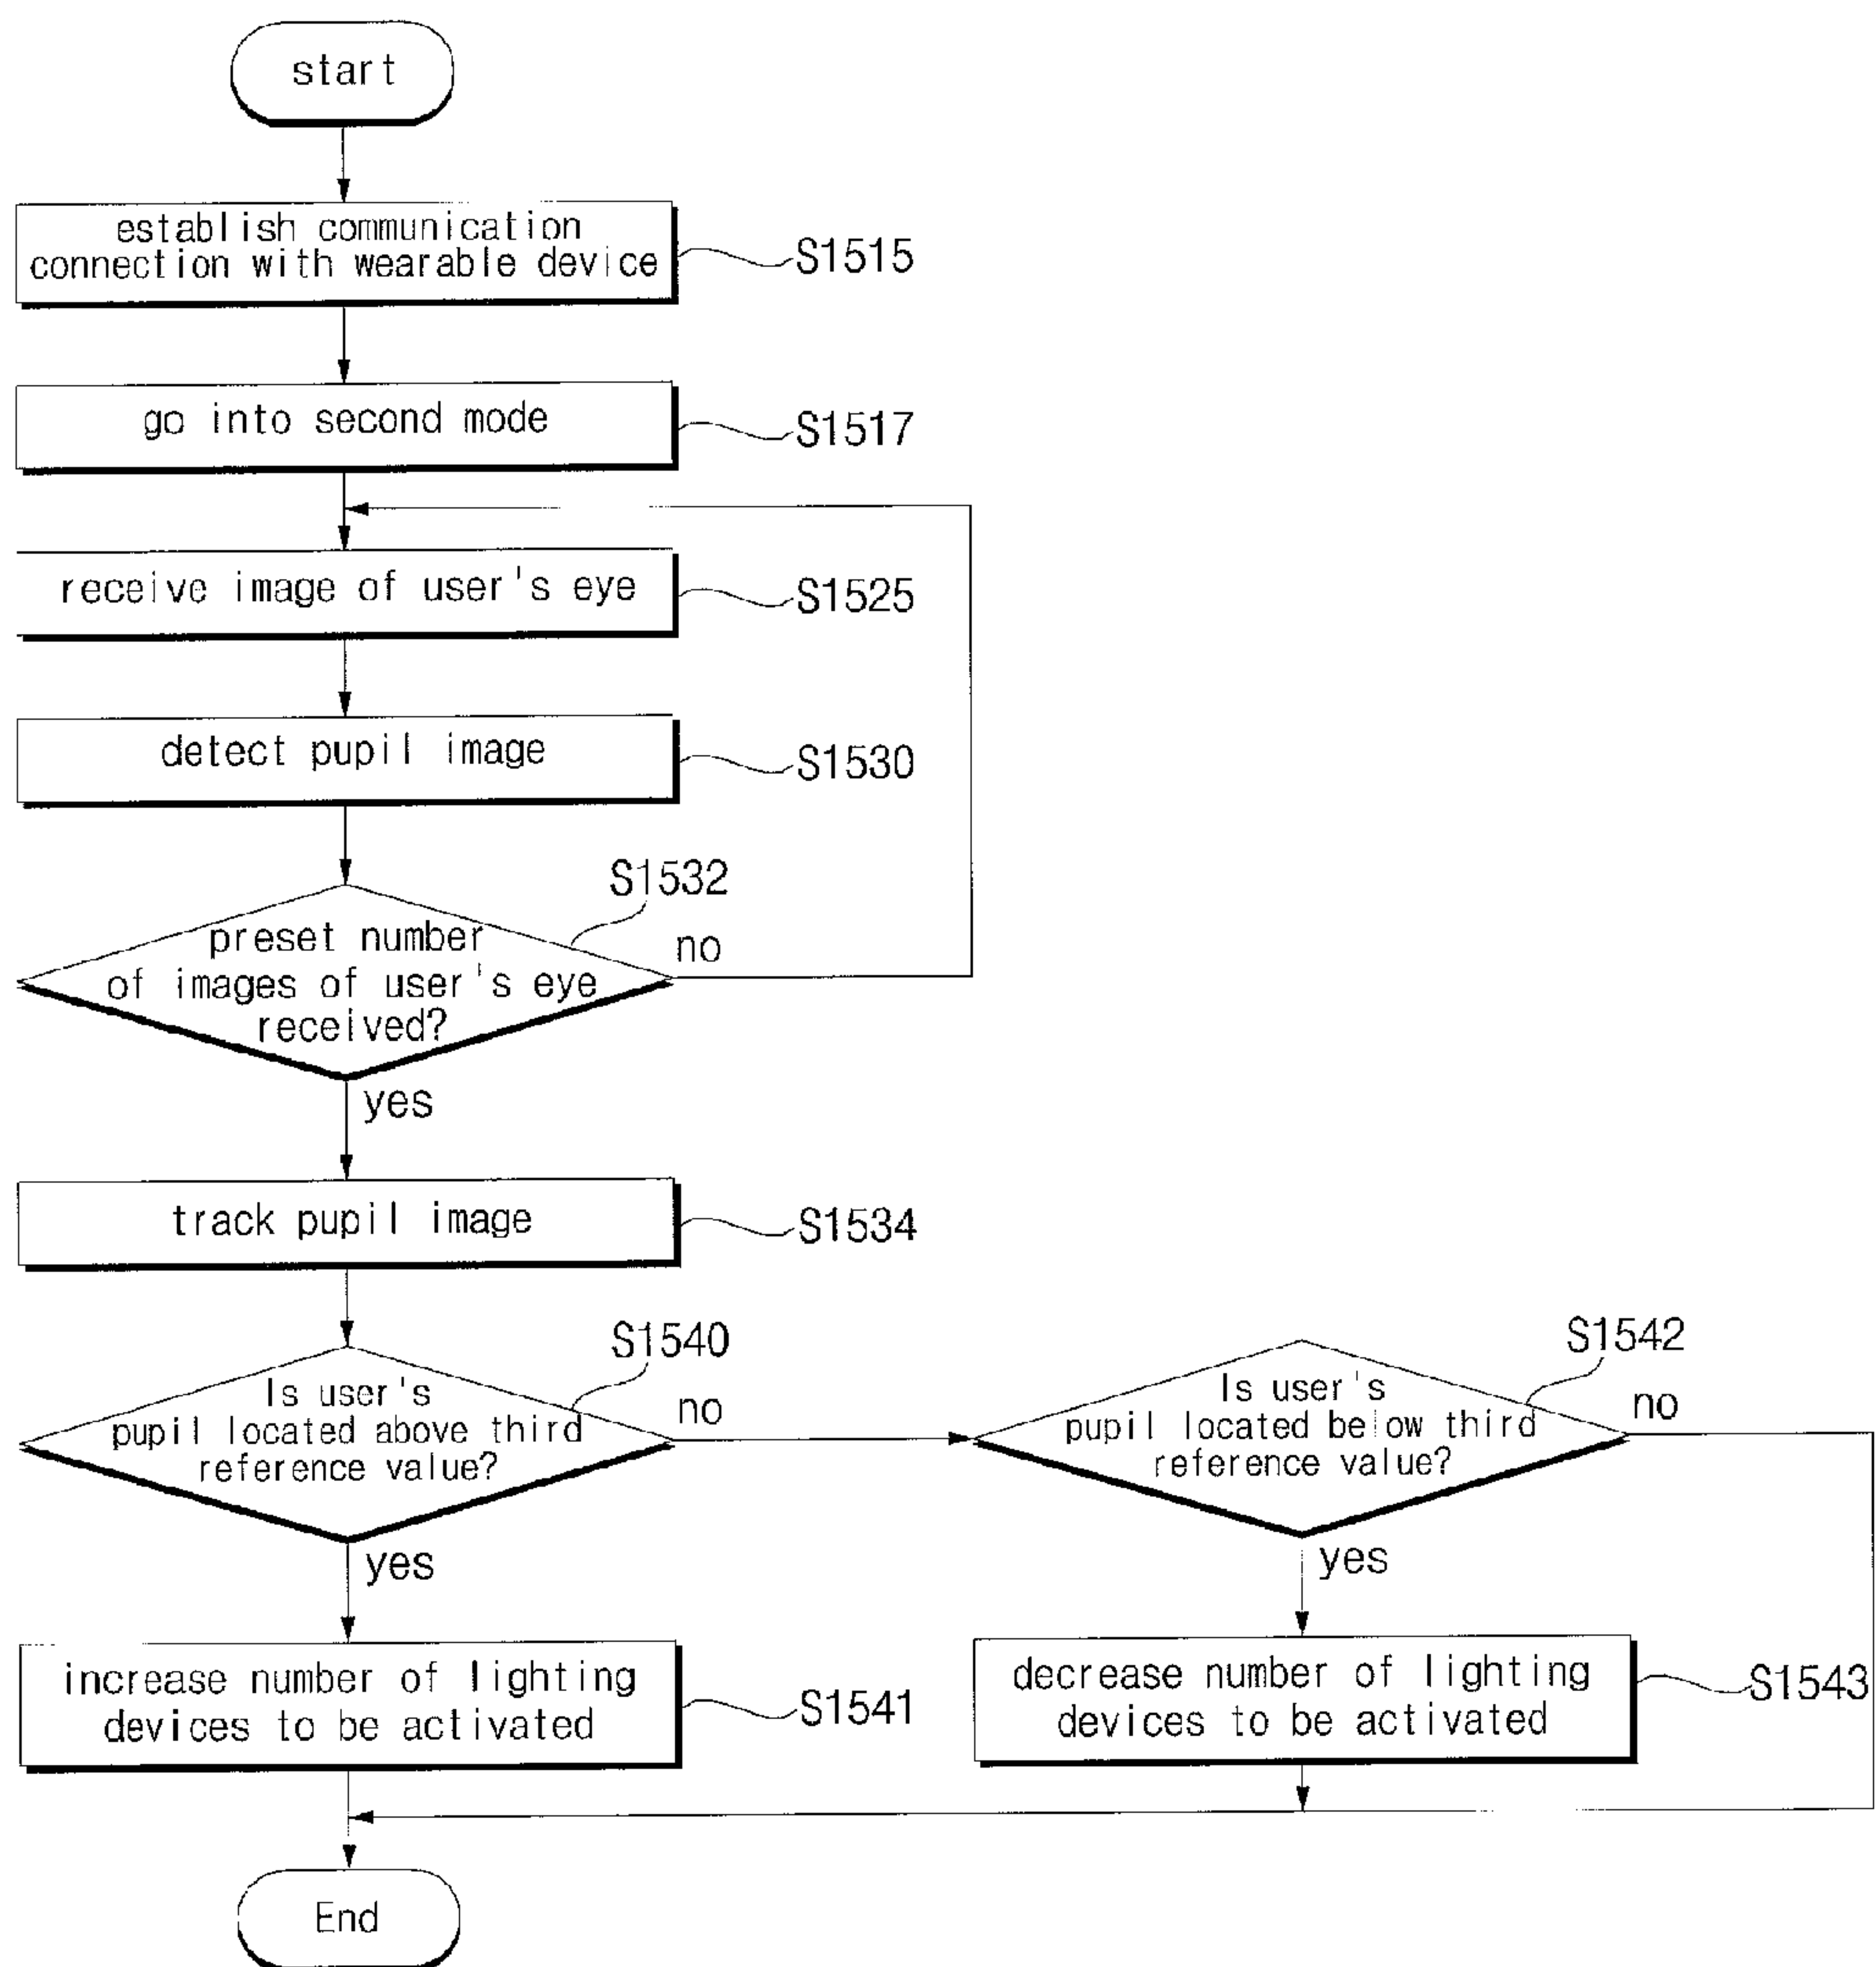 start
establish communication
connection with wearable device
S1515
go into second mode
S1517
receive image of user's eye
S1525
detect pupil image
S1530
S1532
preset number
of images of user's eye
received?
no
yes
track pupil image
S1534
S1540
Is user's
pupil located above third
reference value?
no
yes
S1542
Is user's
pupil located below third
reference value?
no
yes
increase number of lighting
devices to be activated
S1541
decrease number of lighting
devices to be activated
S1543
End